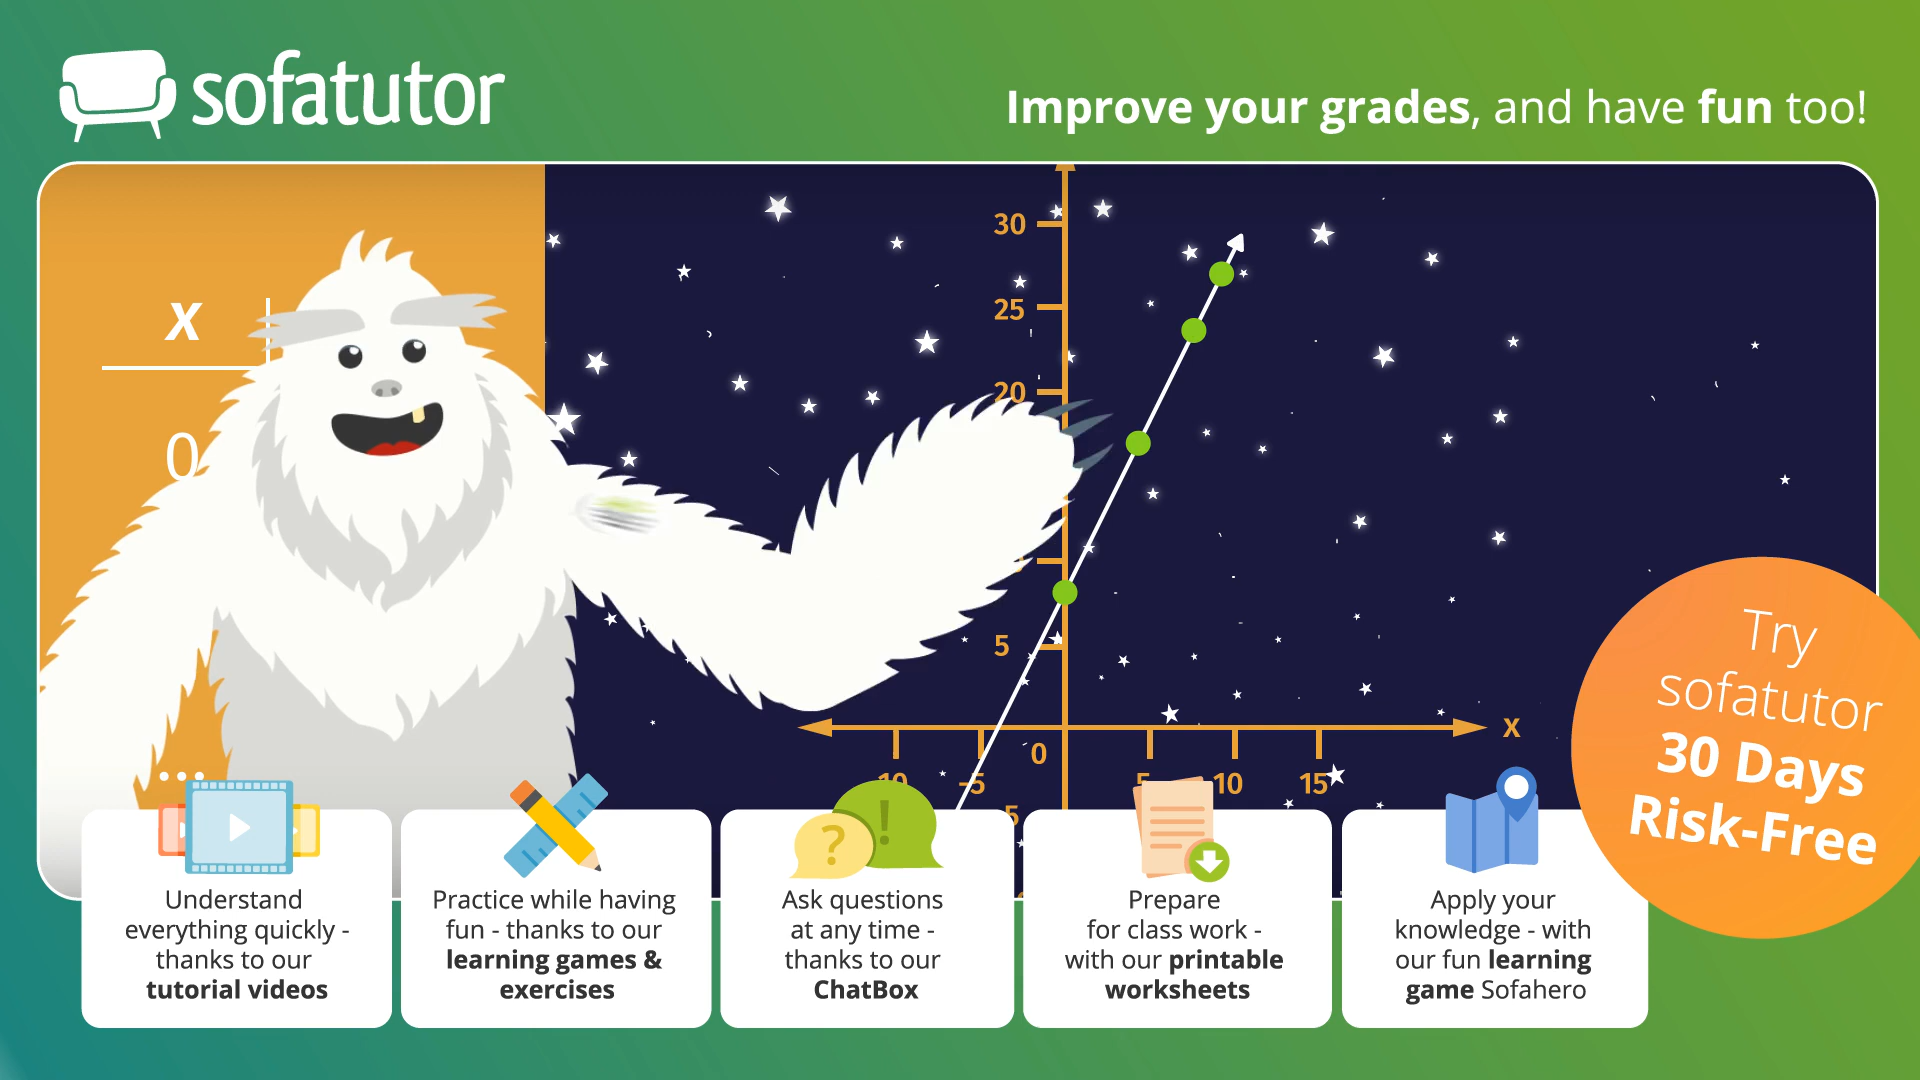 sofatutor
Improve your grades, and have fun too!
x
0
30
25
20
5
x
0
10
-5
5
10
15
5
?
!
Try
sofatutor
30 Days
Risk-Free
Understand
everything quickly -
thanks to our
tutorial videos
Practice while having
fun - thanks to our
learning games &
exercises
Ask questions
at any time -
thanks to our
ChatBox
Prepare
for class work -
with our printable
worksheets
Apply your
knowledge - with
our fun learning
game Sofahero